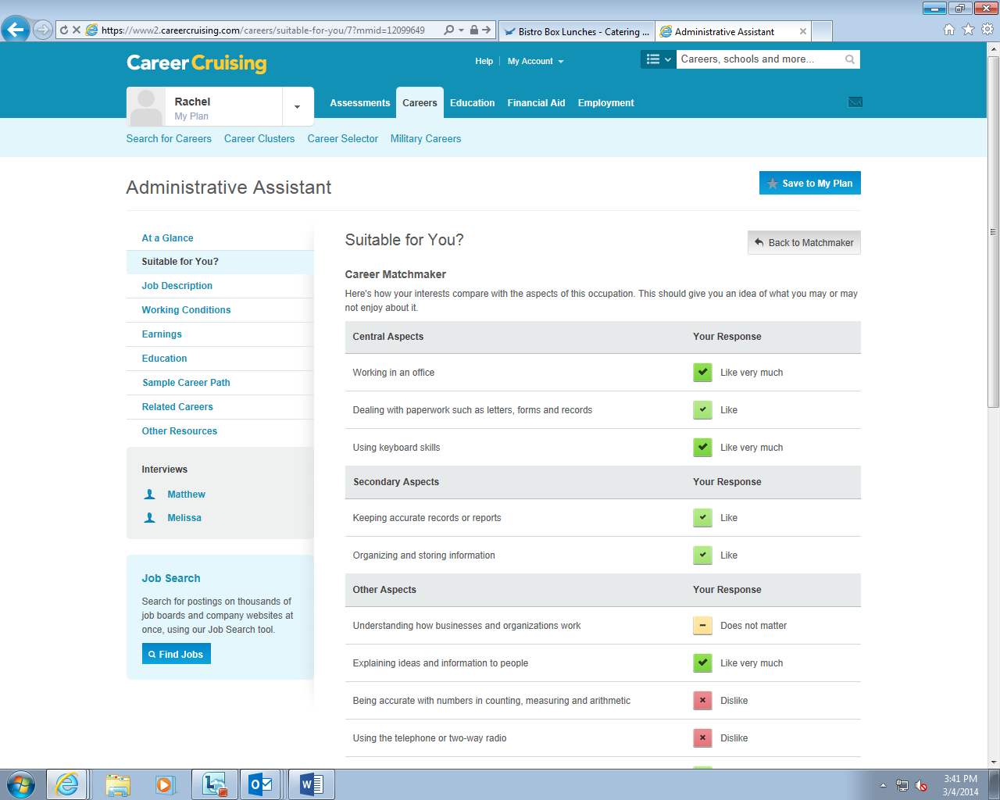 https://www2.careercruising.com/careers/suitable-for-you/7?mmid=12099649
Bistro Box Lunches - Catering ...
Administrative Assistant
Career Cruising
Help
My Account
Careers, schools and more...
Rachel
My Plan
Assessments
Careers
Education
Financial Aid
Employment
Search for Careers
Career Clusters
Career Selector
Military Careers
Administrative Assistant
Save to My Plan
At a Glance
Suitable for You?
Job Description
Working Conditions
Earnings
Education
Sample Career Path
Related Careers
Other Resources
Interviews
Matthew
Melissa
Job Search
Search for postings on thousands of
job boards and company websites at
once, using our Job Search tool.
Find Jobs
Suitable for You?
Back to Matchmaker
Career Matchmaker
Here's how your interests compare with the aspects of this occupation. This should give you an idea of what you may or may
not enjoy about it.
Central Aspects Your Response
Working in an office Like very much
Dealing with paperwork such as letters, forms and records Like
Using keyboard skills Like very much
Secondary Aspects Your Response
Keeping accurate records or reports Like
Organizing and storing information Like
Other Aspects Your Response
Understanding how businesses and organizations work Does not matter
Explaining ideas and information to people Like very much
Being accurate with numbers in counting, measuring and arithmetic Dislike
Using the telephone or two-way radio Dislike
3:41 PM
3/4/2014